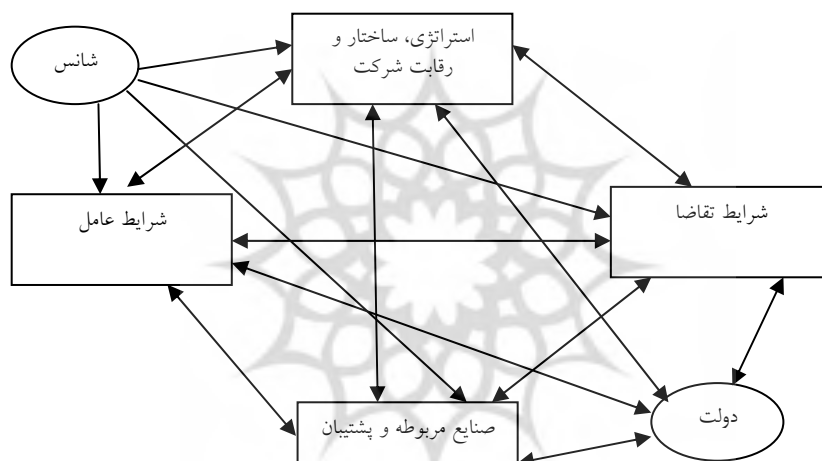 استراتژی، ساختار و
رقابت شرکت
شانس
شرایط تقاضا
شرایط عامل
دولت
صنایع مربوطه و پشتیبان